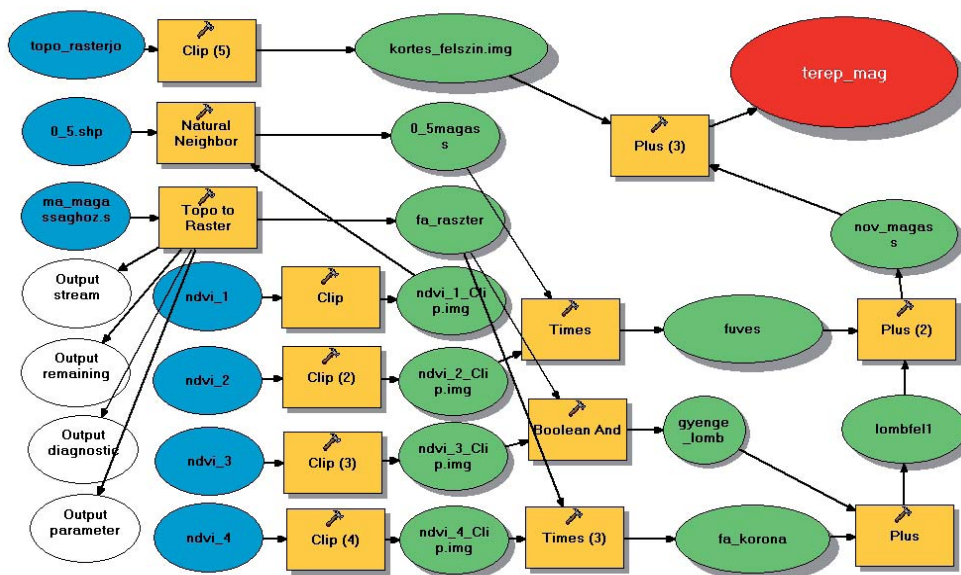 topo_rasterjo
Clip (5)
kortes_felszin.img
terep_mag
0_5.shp
Natural
Neighbor
0_5magas
s
Plus (3)
ma_maga
ssaghoz.s
Topo to
Raster
fa_raszter
nov_magas
s
Output
stream
ndvi_1
Clip
ndvi_1_Cli
p.img
Times
fuves
Plus (2)
Output
remaining
ndvi_2
Clip (2)
ndvi_2_Cli
p.img
Boolean And
gyenge
_lomb
lombfel1
Output
diagnostic
ndvi_3
Clip (3)
ndvi_3_Cli
p.img
Output
parameter
ndvi_4
Clip (4)
ndvi_4_Cli
p.img
Times (3)
fa_korona
Plus